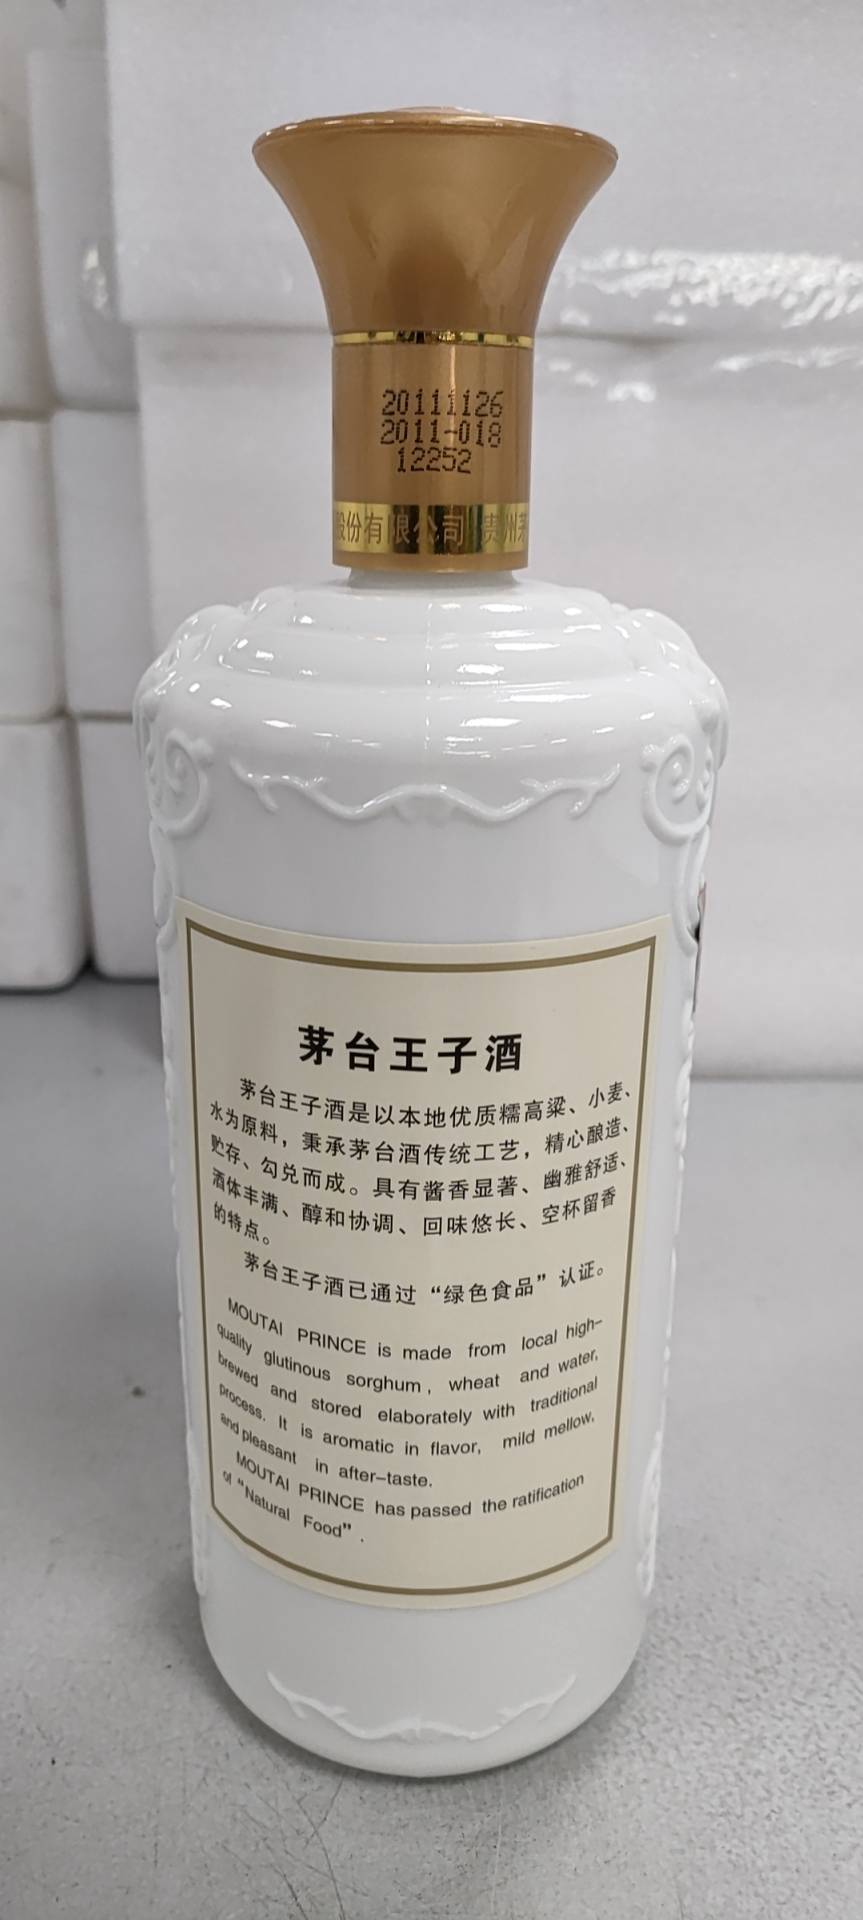 20111126
2011-018
12252
股份有限公司 贵州茅
茅台王子酒
茅台王子酒是以本地优质糯高粱、小麦、
水为原料，秉承茅台酒传统工艺，精心酿造、
贮存、勾兑而成。具有酱香显著、幽雅舒适、
酒体丰满、醇和协调、回味悠长、空杯留香
的特点。
茅台王子酒已通过“绿色食品”认证。
MOUTAI PRINCE is made from local high-
quality glutinous sorghum, wheat and water,
brewed and stored elaborately with traditional
process. It is aromatic in flavor, mild mellow,
and pleasant in after-taste.
MOUTAI PRINCE has passed the ratification
of "Natural Food".